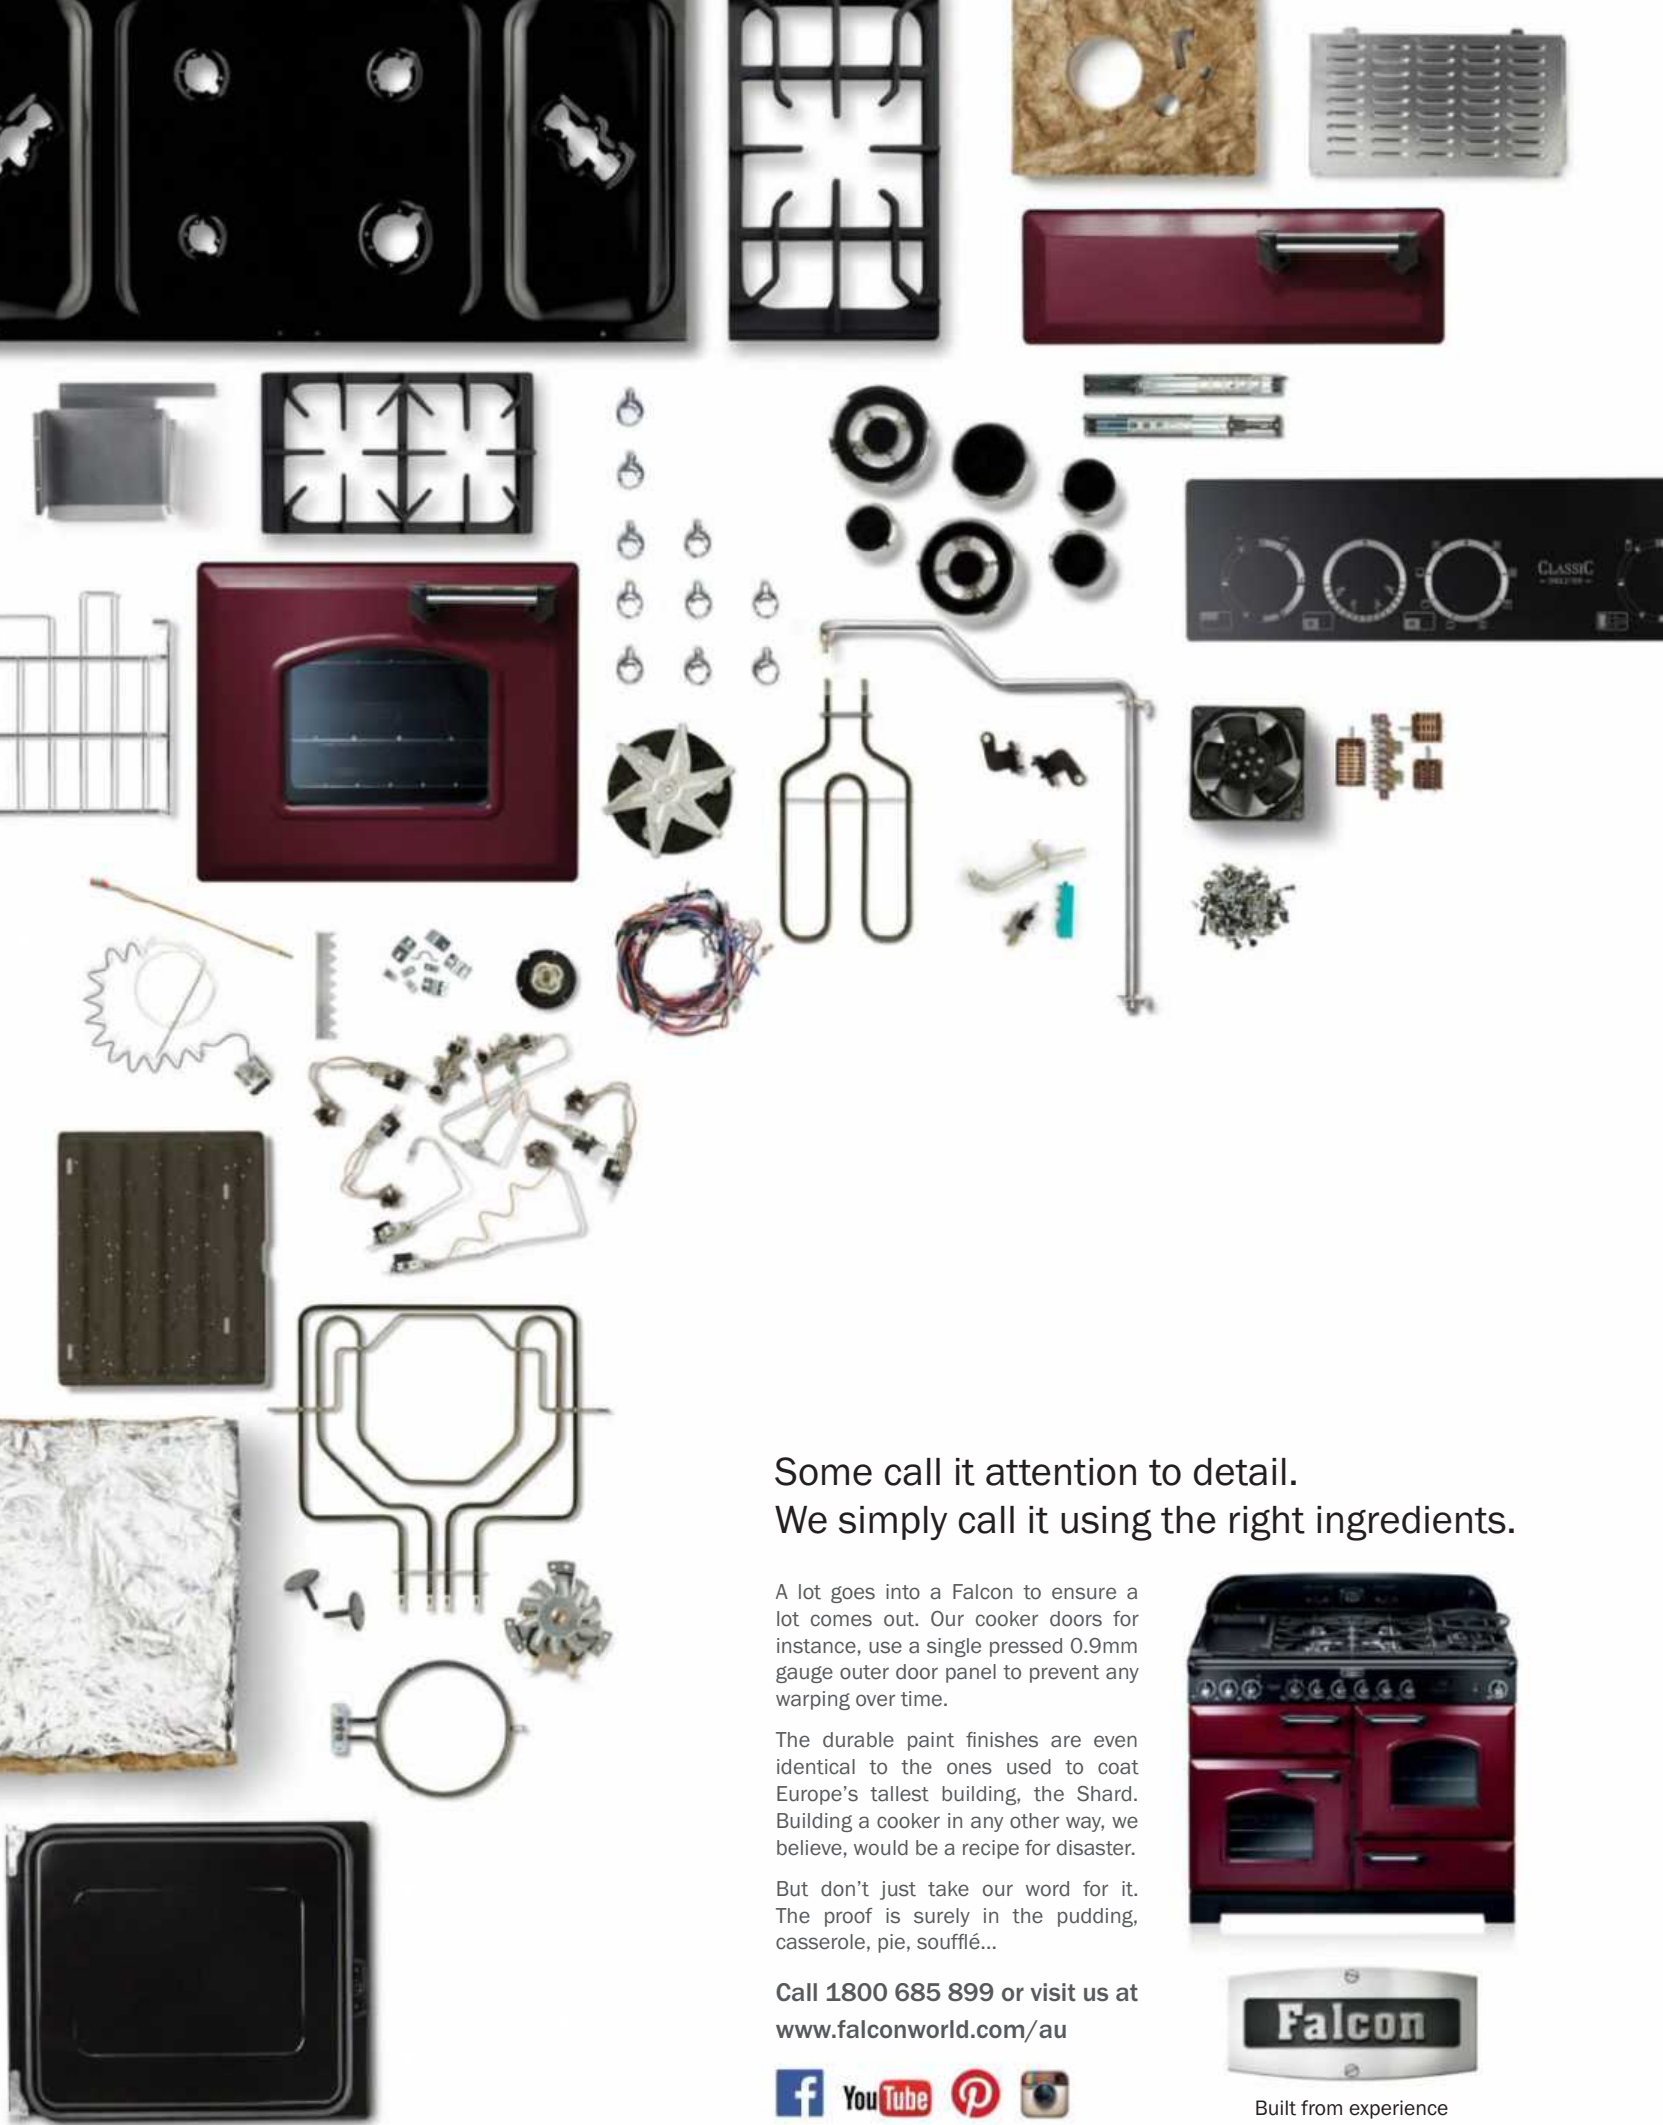 CLASSIC
Some call it attention to detail.
We simply call it using the right ingredients.
A lot goes into a Falcon to ensure a
lot comes out. Our cooker doors for
instance, use a single pressed 0.9mm
gauge outer door panel to prevent any
warping over time.
The durable paint finishes are even
identical to the ones used to coat
Europe's tallest building, the Shard.
Building a cooker in any other way, we
believe, would be a recipe for disaster.
But don't just take our word for it.
The proof is surely in the pudding,
casserole, pie, soufflé...
Call 1800 685 899 or visit us at
www.falconworld.com/au
f
YouTube
Falcon
Built from experience